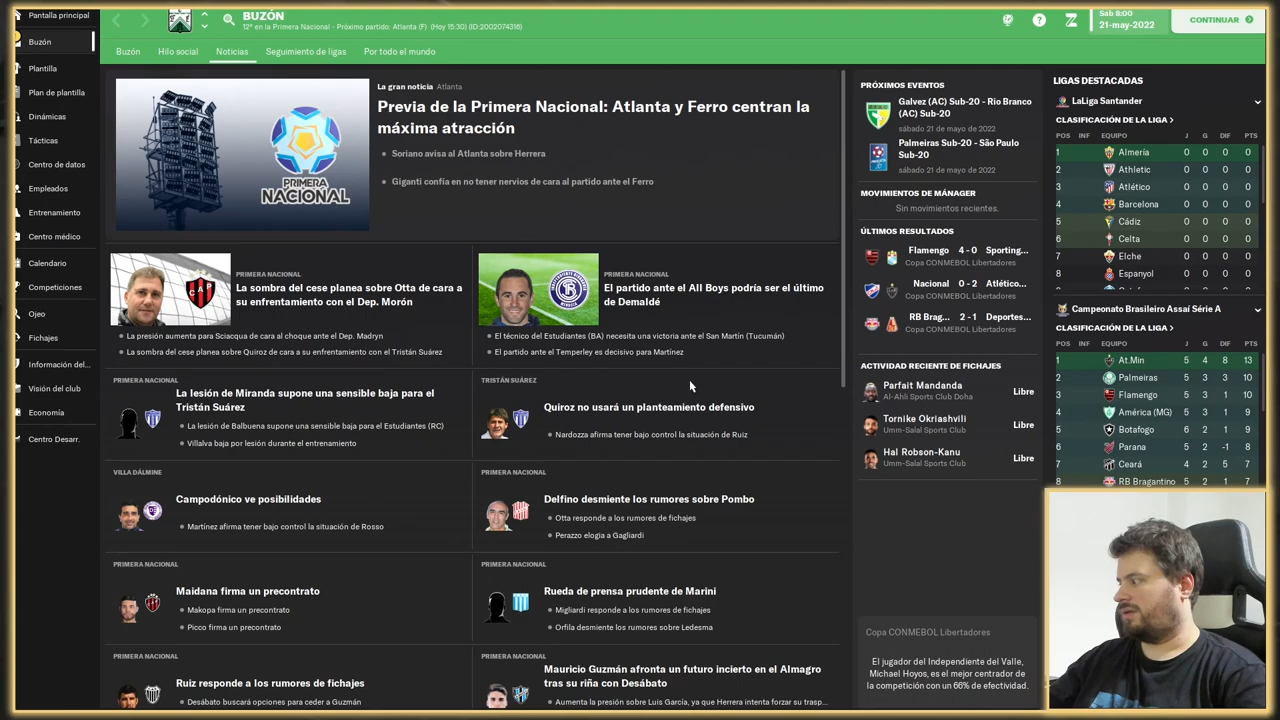 Pantalla principal
Buzón
Plantilla
Plan de plantilla
Dinámicas
Tácticas
Centro de datos
Empleados
Entrenamiento
Centro médico
Calendario
Competiciones
Ojeo
Fichajes
Información del...
Visión del club
Economía
Centro Desarr.
BUZÓN
12º en la Primera Nacional - Próximo partido: Atlanta (F) (Hoy 15:30) (ID:2002074316)
Sáb 8:00
21-may-2022
CONTINUAR
Buzón
Hilo social
Noticias
Seguimiento de ligas
Por todo el mundo
PRIMERA
NACIONAL
La gran noticia Atlanta
Previa de la Primera Nacional: Atlanta y Ferro centran la
máxima atracción
Soriano avisa al Atlanta sobre Herrera
Giganti confía en no tener nervios de cara al partido ante el Ferro
PRIMERA NACIONAL
La sombra del cese planea sobre Otta de cara a
su enfrentamiento con el Dep. Morón
La presión aumenta para Sciacqua de cara al choque ante el Dep. Madryn
La sombra del cese planea sobre Quiroz de cara a su enfrentamiento con el Tristán Suárez
PRIMERA NACIONAL
El partido ante el All Boys podría ser el último
de Demaldé
El técnico del Estudiantes (BA) necesita una victoria ante el San Martín (Tucumán)
El partido ante el Temperley es decisivo para Martínez
PRIMERA NACIONAL
La lesión de Miranda supone una sensible baja para el
Tristán Suárez
La lesión de Balbuena supone una sensible baja para el Estudiantes (RC)
Villalva baja por lesión durante el entrenamiento
TRISTÁN SUÁREZ
Quiroz no usará un planteamiento defensivo
Nardozza afirma tener bajo control la situación de Ruiz
VILLA DÁLMINE
Campodónico ve posibilidades
Martínez afirma tener bajo control la situación de Rosso
PRIMERA NACIONAL
Delfino desmiente los rumores sobre Pombo
Otta responde a los rumores de fichajes
Perazzo elogia a Gagliardi
PRIMERA NACIONAL
Maidana firma un precontrato
Makopa firma un precontrato
Picco firma un precontrato
PRIMERA NACIONAL
Rueda de prensa prudente de Marini
Migliardi responde a los rumores de fichajes
Orfila desmiente los rumores sobre Ledesma
PRIMERA NACIONAL
Ruiz responde a los rumores de fichajes
Desábato buscará opciones para ceder a Guzmán
PRIMERA NACIONAL
Mauricio Guzmán afronta un futuro incierto en el Almagro
tras su riña con Desábato
Aumenta la presión sobre Luis García, ya que Herrera intenta forzar su trasp...
PRÓXIMOS EVENTOS
Galvez (AC) Sub-20 - Rio Branco
(AC) Sub-20
sábado 21 de mayo de 2022
Palmeiras Sub-20 - São Paulo
Sub-20
sábado 21 de mayo de 2022
MOVIMIENTOS DE MÁNAGER
Sin movimientos recientes.
ÚLTIMOS RESULTADOS
Flamengo 4 - 0 Sporting...
Copa CONMEBOL Libertadores
Nacional 0 - 2 Atlético...
Copa CONMEBOL Libertadores
RB Brag... 2 - 1 Deportes...
Copa CONMEBOL Libertadores
ACTIVIDAD RECIENTE DE FICHAJES
Parfait Mandanda Libre
Al-Ahli Sports Club Doha
Tornike Okriashvili Libre
Umm-Salal Sports Club
Hal Robson-Kanu Libre
Umm-Salal Sports Club
Copa CONMEBOL Libertadores
El jugador del Independiente del Valle,
Michael Hoyos, es el mejor centrador de
la competición con un 66% de efectividad.
LIGAS DESTACADAS
LaLiga Santander
CLASIFICACIÓN DE LA LIGA
POS INF EQUIPO J G DIF PTS
1 Almería 0 0 0 0
2 Athletic 0 0 0 0
3 Atlético 0 0 0 0
4 Barcelona 0 0 0 0
5 Cádiz 0 0 0 0
6 Celta 0 0 0 0
7 Elche 0 0 0 0
8 Espanyol 0 0 0 0
Campeonato Brasileiro Assaí Série A
CLASIFICACIÓN DE LA LIGA
POS INF EQUIPO J G DIF PTS
1 At.Min 5 4 8 13
2 Palmeiras 5 3 3 10
3 Flamengo 5 3 1 10
4 América (MG) 5 3 1 9
5 Botafogo 6 2 1 9
6 Parana 5 2 -1 8
7 Ceará 4 2 5 7
8 RB Bragantino 5 2 1 7